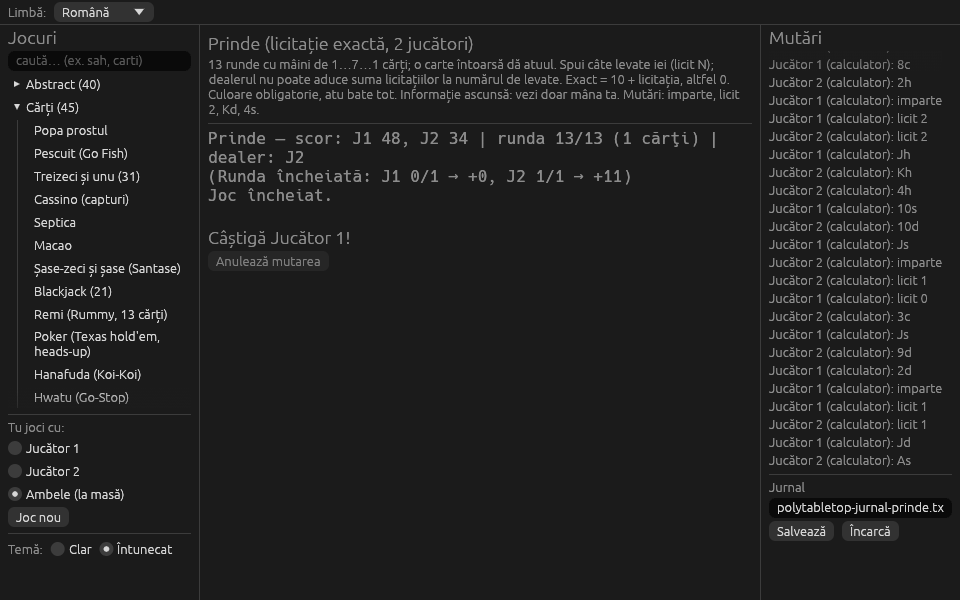 Limbă: Română
Jocuri
caută... (ex. sah, carti)
Abstract (40)
Cărți (45)
Popa prostul
Pescuit (Go Fish)
Treizeci și unu (31)
Cassino (capturi)
Septica
Macao
Șase-zeci și șase (Santase)
Blackjack (21)
Remi (Rummy, 13 cărți)
Poker (Texas hold'em,
heads-up)
Hanafuda (Koi-Koi)
Hwatu (Go-Stop)
Tu joci cu:
Jucător 1
Jucător 2
Ambele (la masă)
Joc nou
Temă: Clar Întunecat
Prinde (licitație exactă, 2 jucători)
13 runde cu mâini de 1…7…1 cărți; o carte întoarsă dă atuul. Spui câte levate iei (licit N);
dealerul nu poate aduce suma licitațiilor la numărul de levate. Exact = 10 + licitația, altfel 0.
Culoare obligatorie, atu bate tot. Informație ascunsă: vezi doar mâna ta. Mutări: imparte, licit
2, Kd, 4s.
Prinde — scor: J1 48, J2 34 | runda 13/13 (1 cărți) |
dealer: J2
(Runda încheiată: J1 0/1 → +0, J2 1/1 → +11)
Joc încheiat.
Câștigă Jucător 1!
Anulează mutarea
Mutări
Jucător 1 (calculator): 8c
Jucător 2 (calculator): 2h
Jucător 1 (calculator): imparte
Jucător 1 (calculator): licit 2
Jucător 2 (calculator): licit 2
Jucător 1 (calculator): Jh
Jucător 2 (calculator): Kh
Jucător 2 (calculator): 4h
Jucător 1 (calculator): 10s
Jucător 2 (calculator): 10d
Jucător 1 (calculator): Js
Jucător 2 (calculator): imparte
Jucător 2 (calculator): licit 1
Jucător 1 (calculator): licit 0
Jucător 2 (calculator): 3c
Jucător 1 (calculator): Js
Jucător 2 (calculator): 9d
Jucător 1 (calculator): 2d
Jucător 1 (calculator): imparte
Jucător 1 (calculator): licit 1
Jucător 2 (calculator): licit 1
Jucător 1 (calculator): Jd
Jucător 2 (calculator): As
Jurnal
polytabletop-jurnal-prinde.tx
Salvează Încarcă